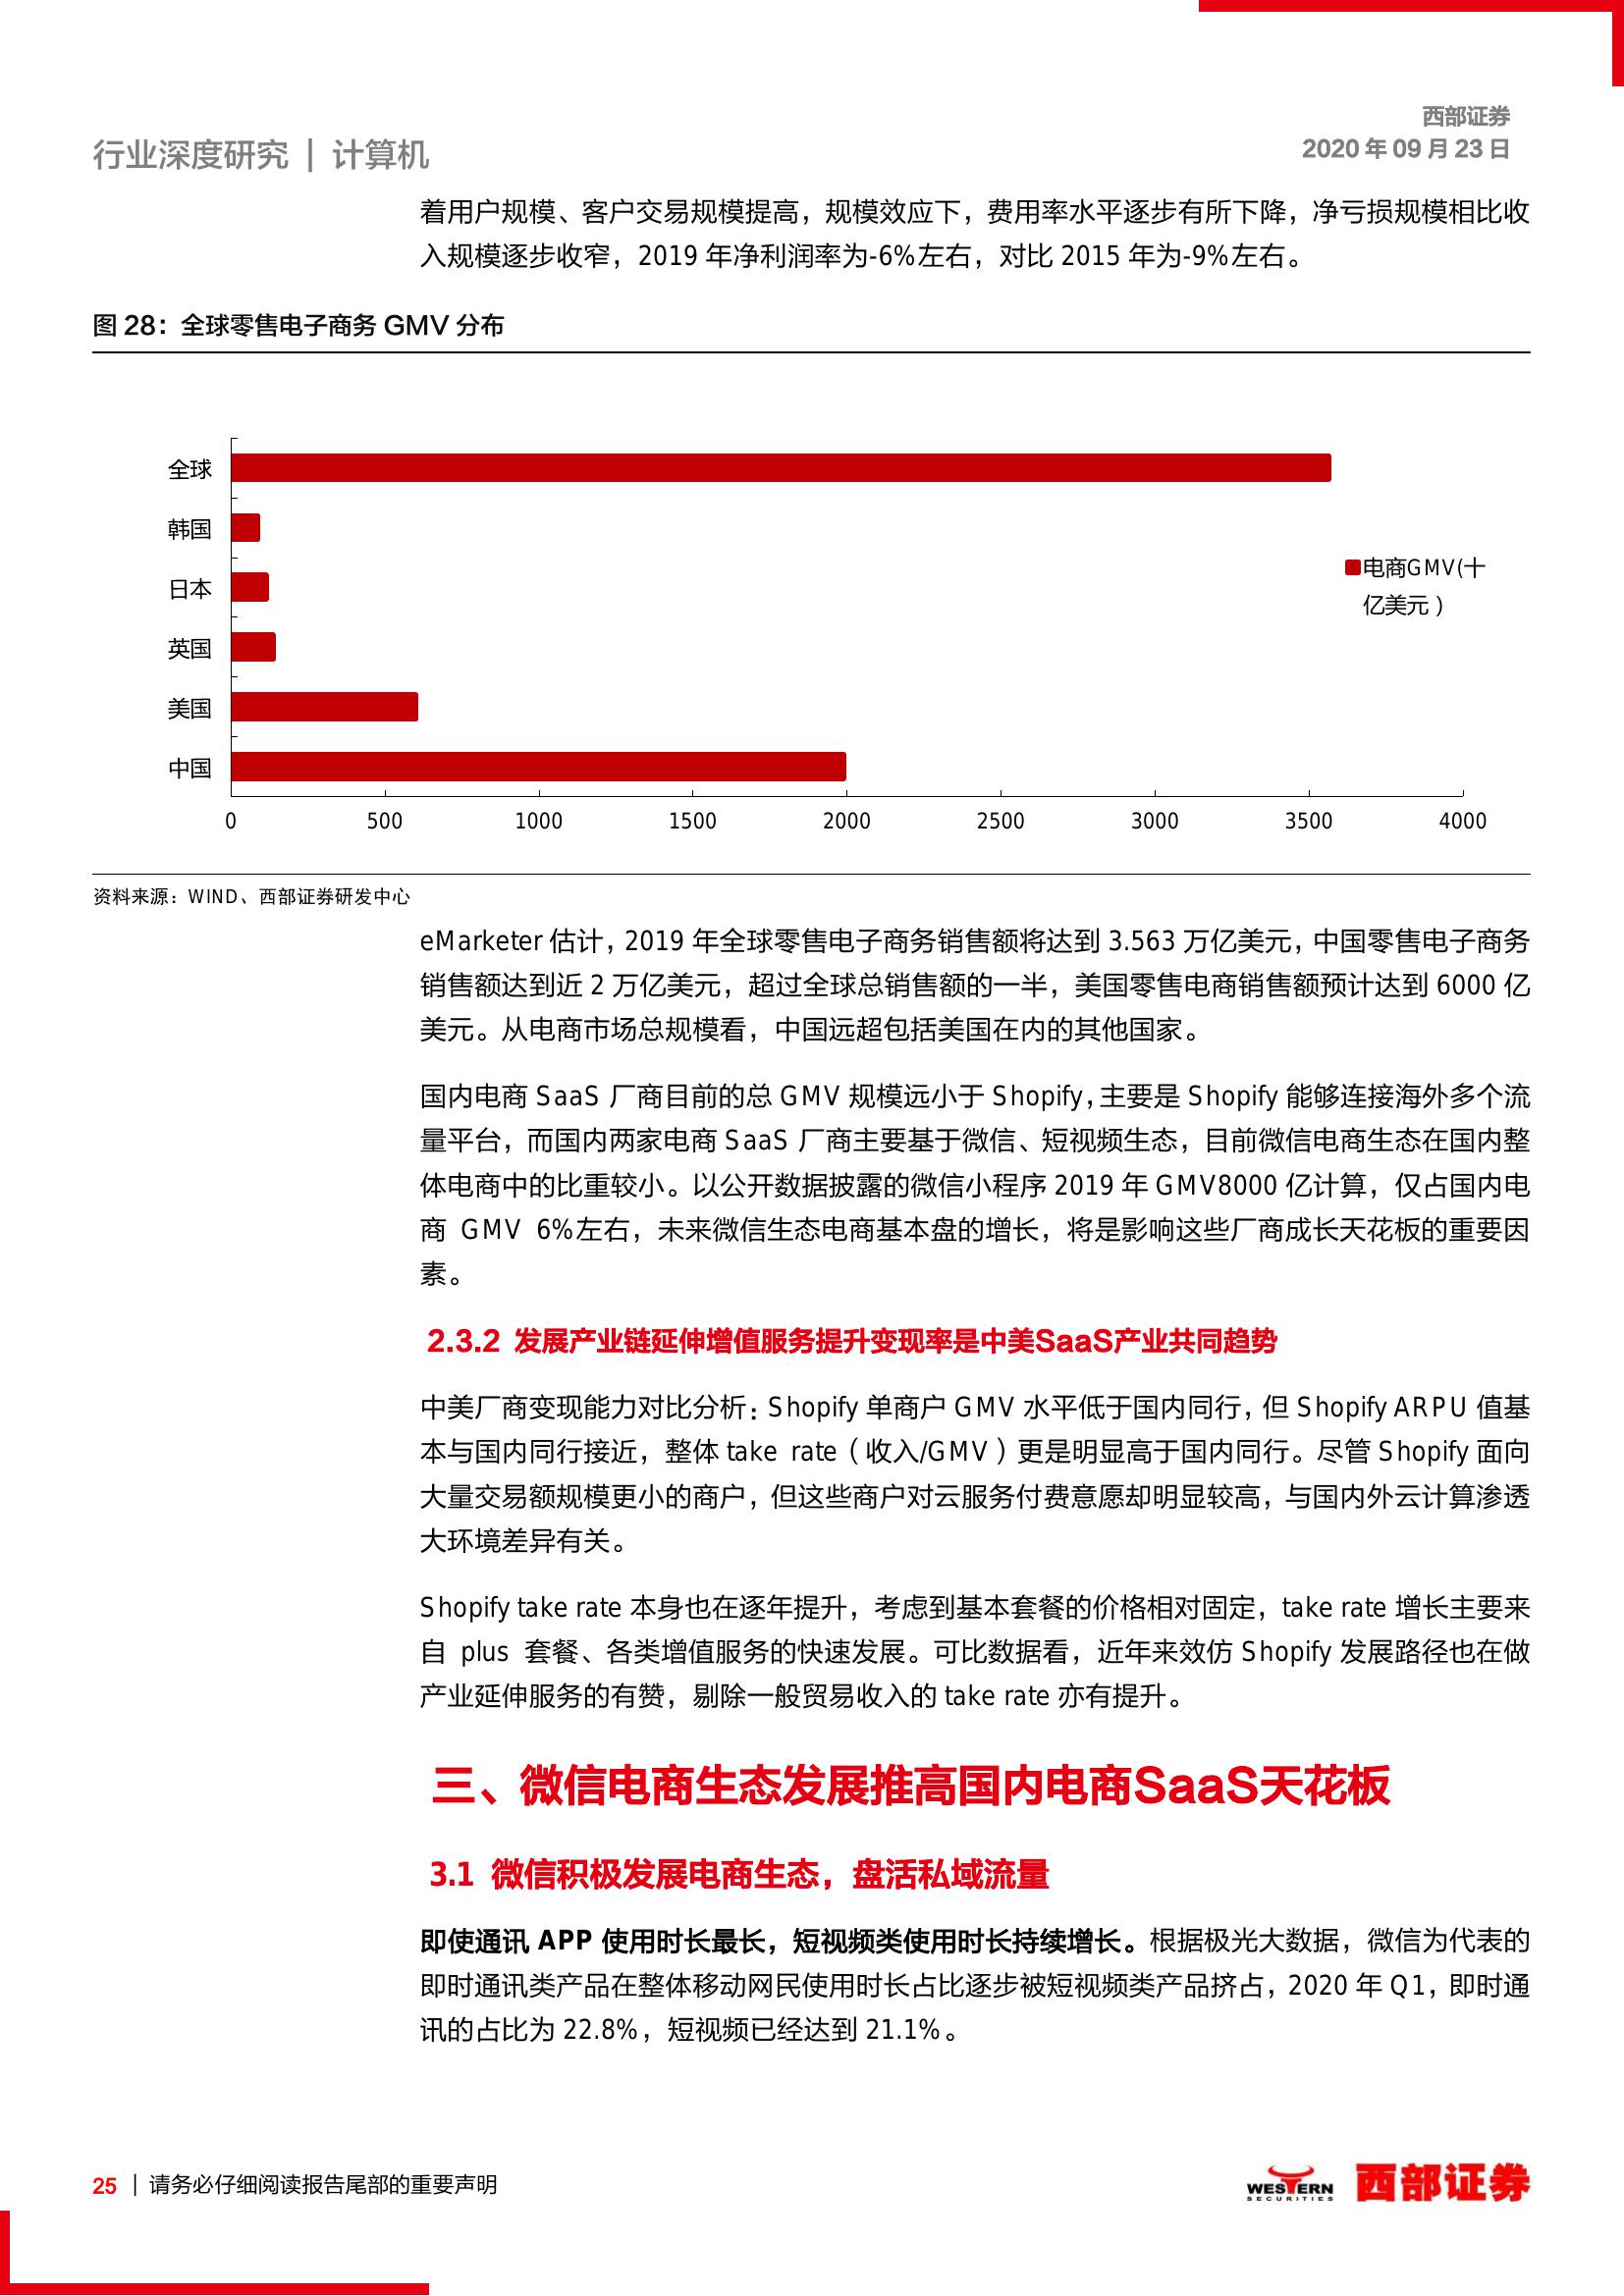 西部证券
行业深度研究 | 计算机
2020 年 09 月 23 日
着用户规模、客户交易规模提高，规模效应下，费用率水平逐步有所下降，净亏损规模相比收
入规模逐步收窄，2019 年净利润率为-6%左右，对比 2015 年为-9%左右。
图 28：全球零售电子商务 GMV 分布
全球
韩国
日本
英国
美国
中国
电商GMV(十
亿美元）
0 500 1000 1500 2000 2500 3000 3500 4000
资料来源：WIND、西部证券研发中心
eMarketer 估计，2019 年全球零售电子商务销售额将达到 3.563 万亿美元，中国零售电子商务
销售额达到近 2 万亿美元，超过全球总销售额的一半，美国零售电商销售额预计达到 6000 亿
美元。从电商市场总规模看，中国远超包括美国在内的其他国家。
国内电商 SaaS 厂商目前的总 GMV 规模远小于 Shopify，主要是 Shopify 能够连接海外多个流
量平台，而国内两家电商 SaaS 厂商主要基于微信、短视频生态，目前微信电商生态在国内整
体电商中的比重较小。以公开数据披露的微信小程序 2019 年 GMV8000 亿计算，仅占国内电
商 GMV 6%左右，未来微信生态电商基本盘的增长，将是影响这些厂商成长天花板的重要因
素。
2.3.2 发展产业链延伸增值服务提升变现率是中美SaaS产业共同趋势
中美厂商变现能力对比分析：Shopify 单商户 GMV 水平低于国内同行，但 Shopify ARPU 值基
本与国内同行接近，整体 take rate（收入/GMV）更是明显高于国内同行。尽管 Shopify 面向
大量交易额规模更小的商户，但这些商户对云服务付费意愿却明显较高，与国内外云计算渗透
大环境差异有关。
Shopify take rate 本身也在逐年提升，考虑到基本套餐的价格相对固定，take rate 增长主要来
自 plus 套餐、各类增值服务的快速发展。可比数据看，近年来效仿 Shopify 发展路径也在做
产业延伸服务的有赞，剔除一般贸易收入的 take rate 亦有提升。
三、微信电商生态发展推高国内电商SaaS天花板
3.1 微信积极发展电商生态，盘活私域流量
即使通讯 APP 使用时长最长，短视频类使用时长持续增长。根据极光大数据，微信为代表的
即时通讯类产品在整体移动网民使用时长占比逐步被短视频类产品挤占，2020 年 Q1，即时通
讯的占比为 22.8%，短视频已经达到 21.1%。
25 | 请务必仔细阅读报告尾部的重要声明
WESTERN
SECURITIES
西部证券